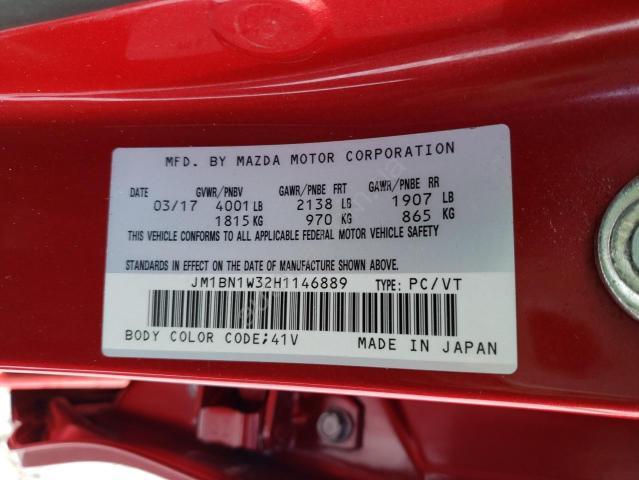 MFD. BY MAZDA MOTOR CORPORATION
DATE GVWR/PNBV GAWR/PNBE FRT GAWR/PNBE RR
03/17 4001 LB 2138 LB 1907 LB
1815 KG 970 KG 865 KG
THIS VEHICLE CONFORMS TO ALL APPLICABLE FEDERAL MOTOR VEHICLE SAFETY
STANDARDS IN EFFECT ON THE DATE OF MANUFACTURE SHOWN ABOVE.
JM1BN1W32H1146889 TYPE: PC/VT
BODY COLOR CODE;41V MADE IN JAPAN